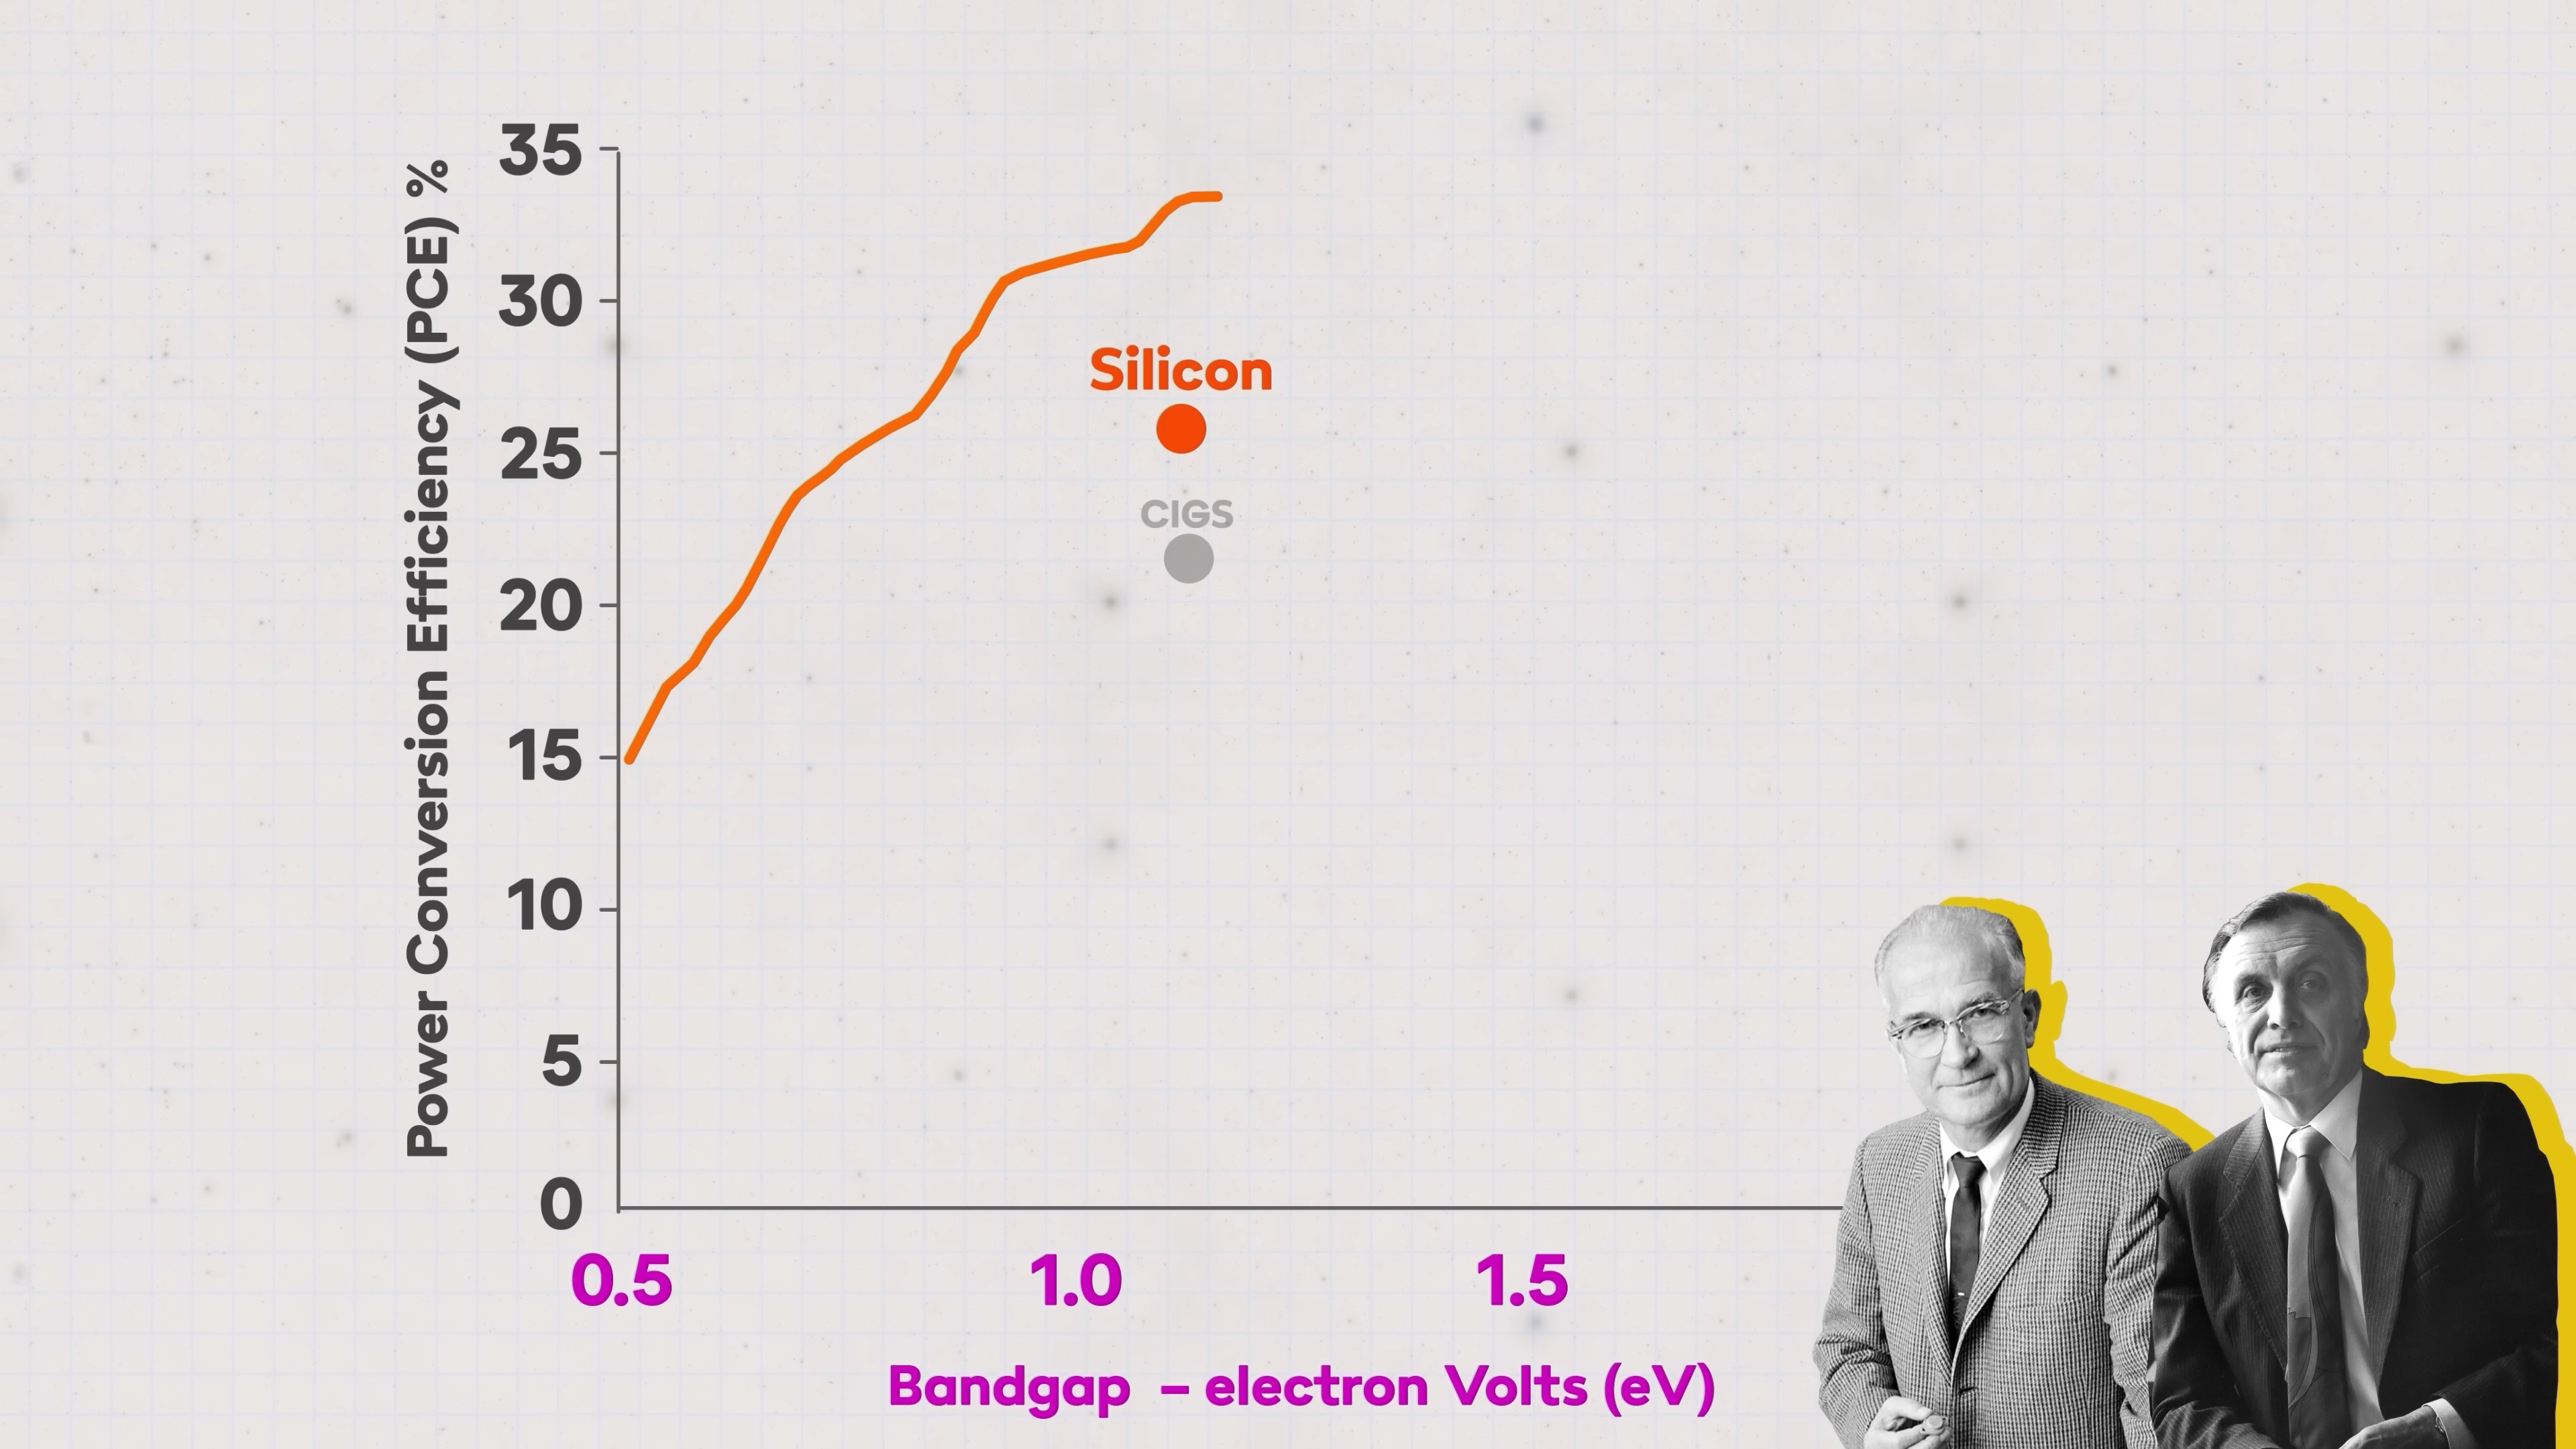 Power Conversion Efficiency (PCE) %
35
30
25
20
15
10
5
0
Silicon
CIGS
0.5
1.0
1.5
Bandgap – electron Volts (eV)